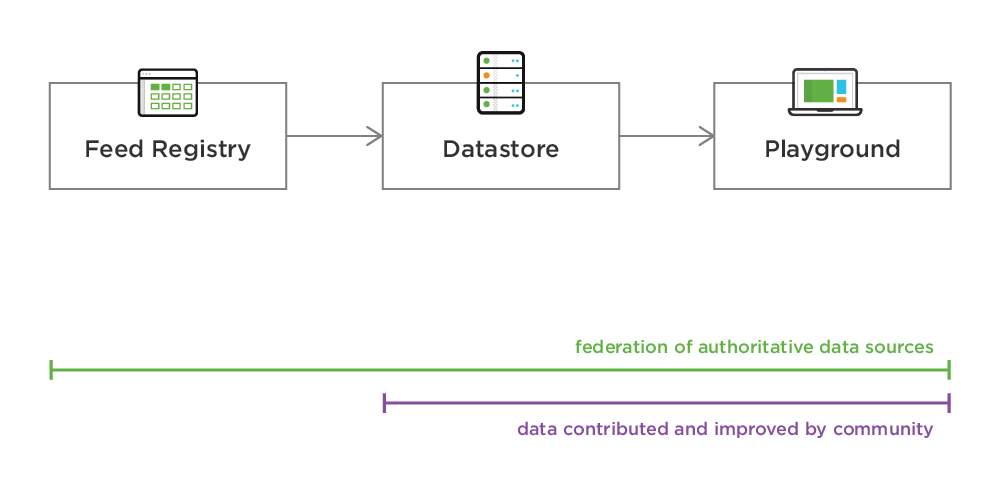 Feed Registry
Datastore
Playground
federation of authoritative data sources
data contributed and improved by community